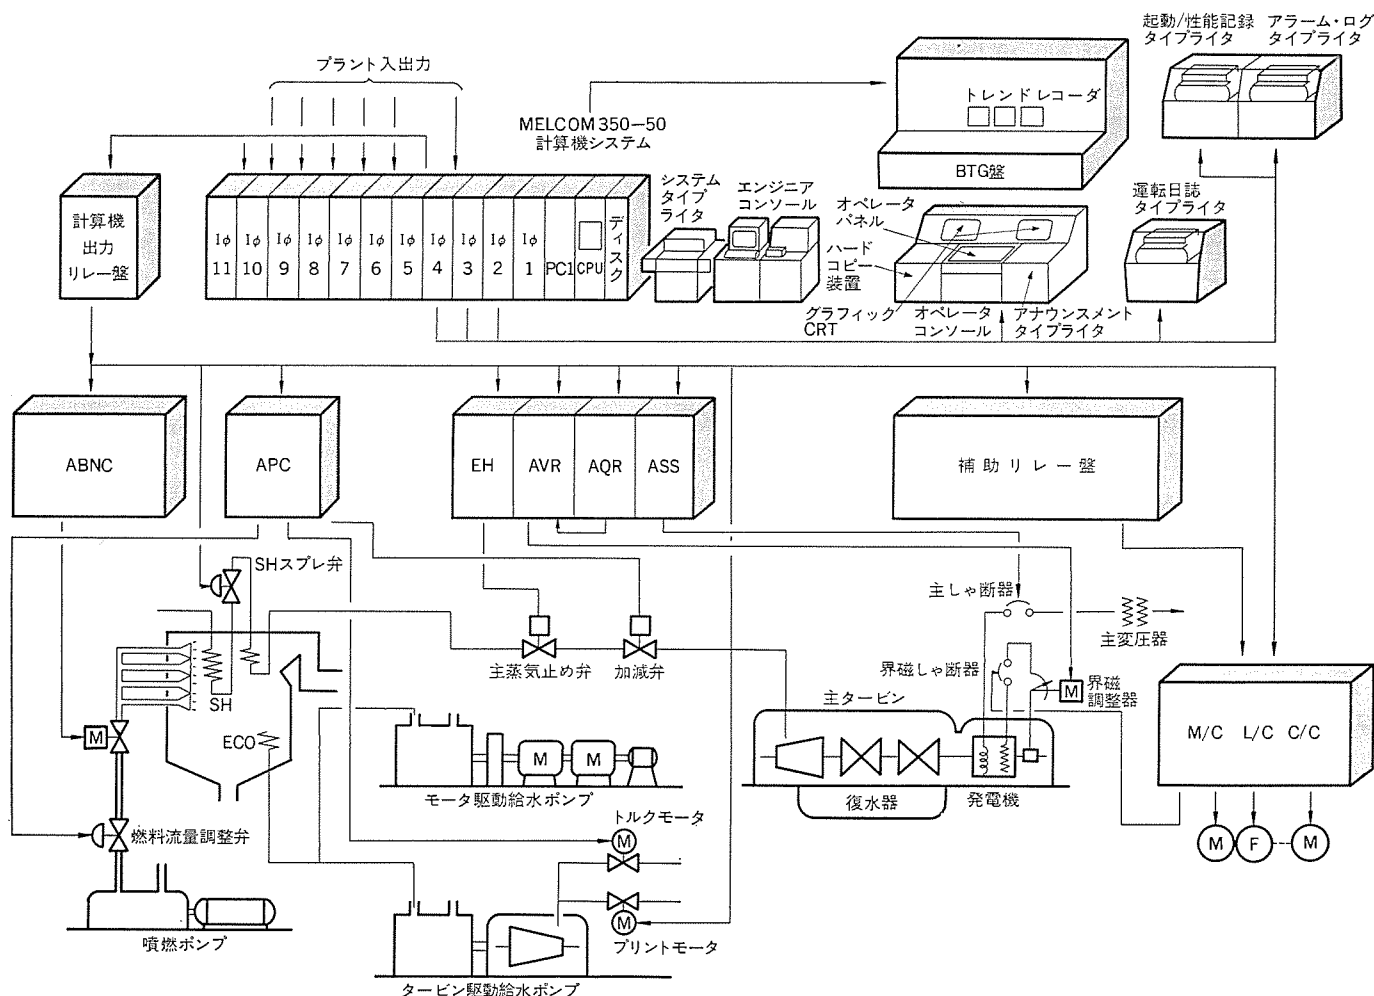 起動/性能記録
タイプライタ
アラーム・ログ
タイプライタ
プラント入出力
トレンドレコーダ
MELCOM 350-50
計算機システム
BTG盤
計算機
出力
リレー盤
Iφ 11
Iφ 10
Iφ 9
Iφ 8
Iφ 7
Iφ 6
Iφ 5
Iφ 4
Iφ 3
Iφ 2
Iφ 1
PC1
CPU
ディスク
システム
タイプ
ライタ
エンジニア
コンソール
オペレータ
パネル
ハード
コピー
装置
運転日誌
タイプライタ
グラフィック
CRT
オペレータ
コンソール
アナウンスメント
タイプライタ
ABNC
APC
EH
AVR
AQR
ASS
補助リレー盤
SHスプレ弁
主しゃ断器
主変圧器
主蒸気止め弁
加減弁
界磁しゃ断器
M
界磁
調整器
SH
主タービン
M
ECO
M/C L/C C/C
M
M
モータ駆動給水ポンプ
復水器
発電機
燃料流量調整弁
トルクモータ
M
M
F
M
M
プリントモータ
噴燃ポンプ
タービン駆動給水ポンプ